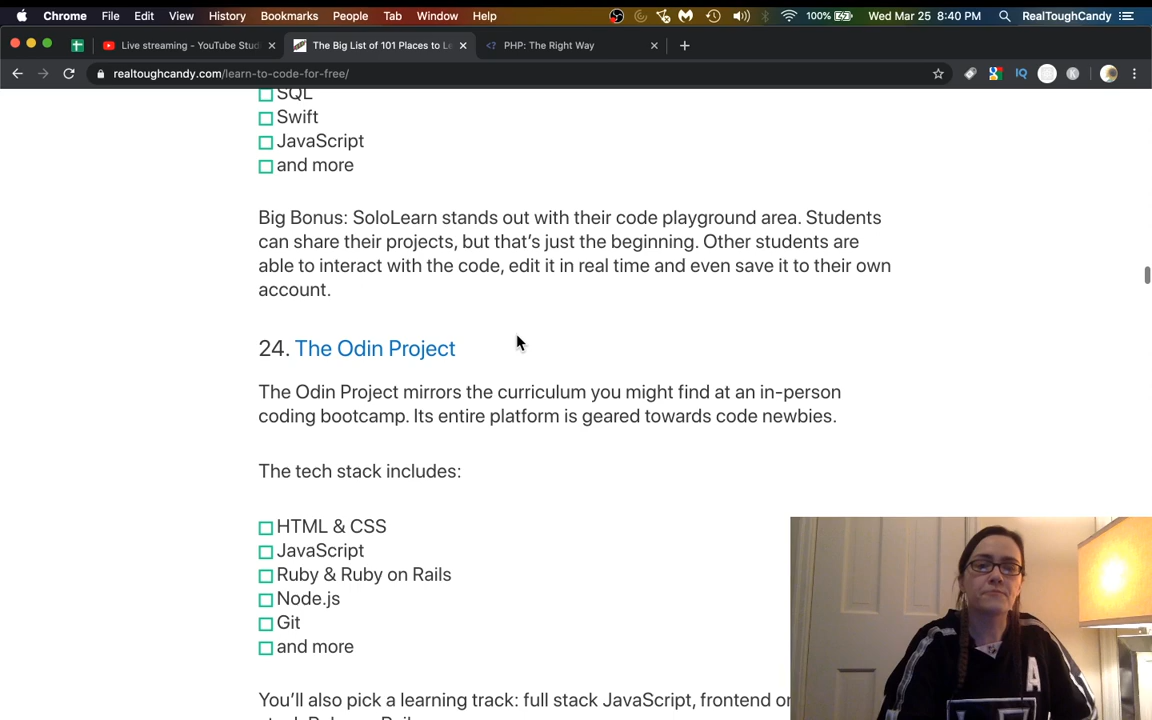 Chrome File Edit View History Bookmarks People Tab Window Help 100% Wed Mar 25 8:40 PM RealToughCandy
Live streaming - YouTube Stud The Big List of 101 Places to Le PHP: The Right Way
realtoughcandy.com/learn-to-code-for-free/ IQ K
SQL
Swift
JavaScript
and more
Big Bonus: SoloLearn stands out with their code playground area. Students
can share their projects, but that's just the beginning. Other students are
able to interact with the code, edit it in real time and even save it to their own
account.
24. The Odin Project
The Odin Project mirrors the curriculum you might find at an in-person
coding bootcamp. Its entire platform is geared towards code newbies.
The tech stack includes:
HTML & CSS
JavaScript
Ruby & Ruby on Rails
Node.js
Git
and more
You'll also pick a learning track: full stack JavaScript, frontend
A